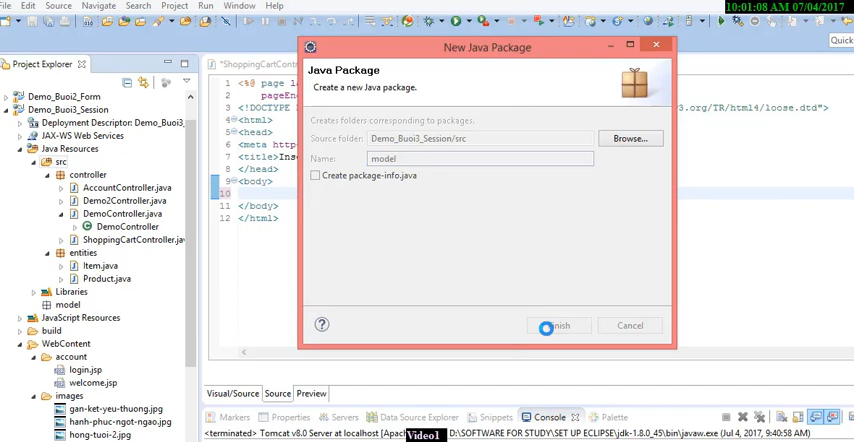 File Edit Source Navigate Search Project Run Window Help
10:01:08 AM 07/04/2017
Quick
Project Explorer
Demo_Buoi2_Form
Demo_Buoi3_Session
Deployment Descriptor: Demo_Buoi3_
JAX-WS Web Services
Java Resources
src
controller
AccountController.java
Demo2Controller.java
DemoController.java
DemoController
ShoppingCartController.java
entities
Item.java
Product.java
Libraries
model
JavaScript Resources
build
WebContent
account
login.jsp
welcome.jsp
images
gan-ket-yeu-thuong.jpg
hanh-phuc-ngot-ngao.jpg
hong-tuoi-2.jpg
*ShoppingCartCont
1 <%@ page la
2 pageEnc
3 <!DOCTYPE H
3.org/TR/html4/loose.dtd">
4 <html>
5 <head>
6 <meta http-
7 <title>Inse
8 </head>
9 <body>
10
11 </body>
12 </html>
New Java Package
Java Package
Create a new Java package.
Creates folders corresponding to packages.
Source folder: Demo_Buoi3_Session/src Browse...
Name: model
Create package-info.java
Finish Cancel
Visual/Source Source Preview
Markers Properties Servers Data Source Explorer Snippets Console Palette
<terminated> Tomcat v8.0 Server at localhost [Apac
Video1
D:\SOFTWARE FOR STUDY\SET UP ECLIPSE\jdk-1.8.0_45\bin\javaw.exe (Jul 4, 2017, 9:40:58 AM)